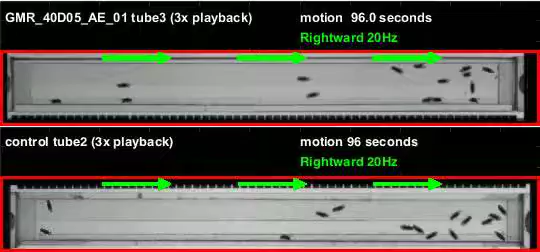 GMR_40D05_AE_01 tube3 (3x playback) motion 96.0 seconds
Rightward 20Hz
control tube2 (3x playback) motion 96 seconds
Rightward 20Hz